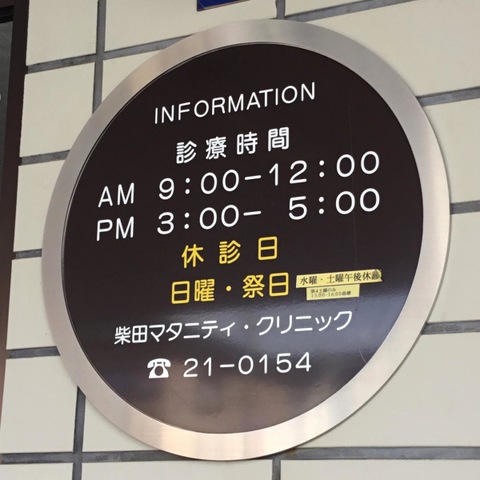 INFORMATION
診療時間
AM 9:00-12:00
PM 3:00- 5:00
休診日
日曜・祭日
水曜・土曜午後休診
柴田マタニティ・クリニック
☎ 21-0154